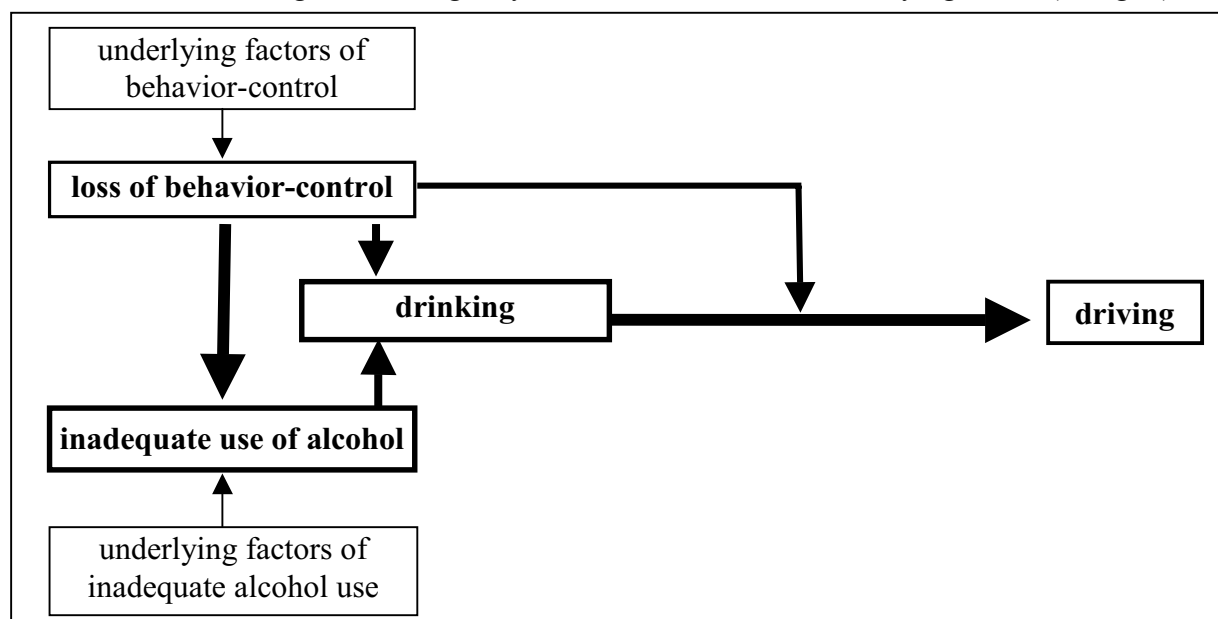 underlying factors of
behavior-control
loss of behavior-control
drinking
driving
inadequate use of alcohol
underlying factors of
inadequate alcohol use